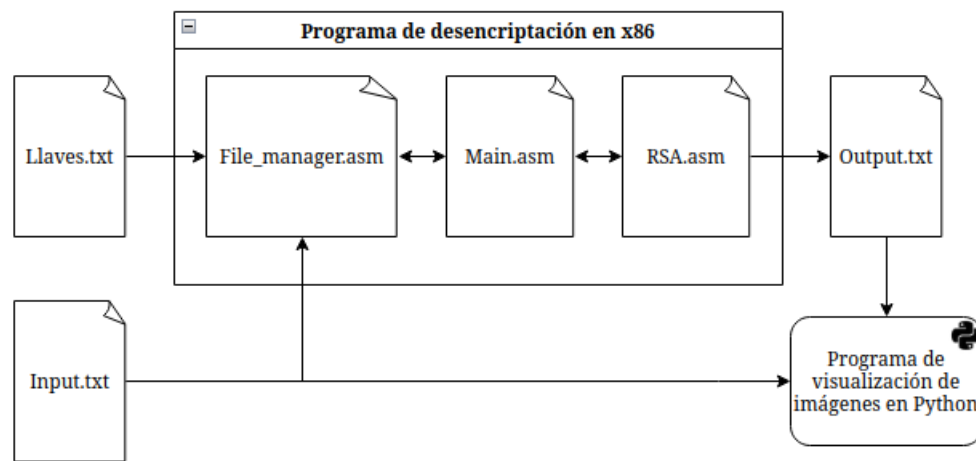 Programa de desencriptación en x86
Llaves.txt
File_manager.asm
Main.asm
RSA.asm
Output.txt
Input.txt
Programa de
visualización de
imágenes en Python